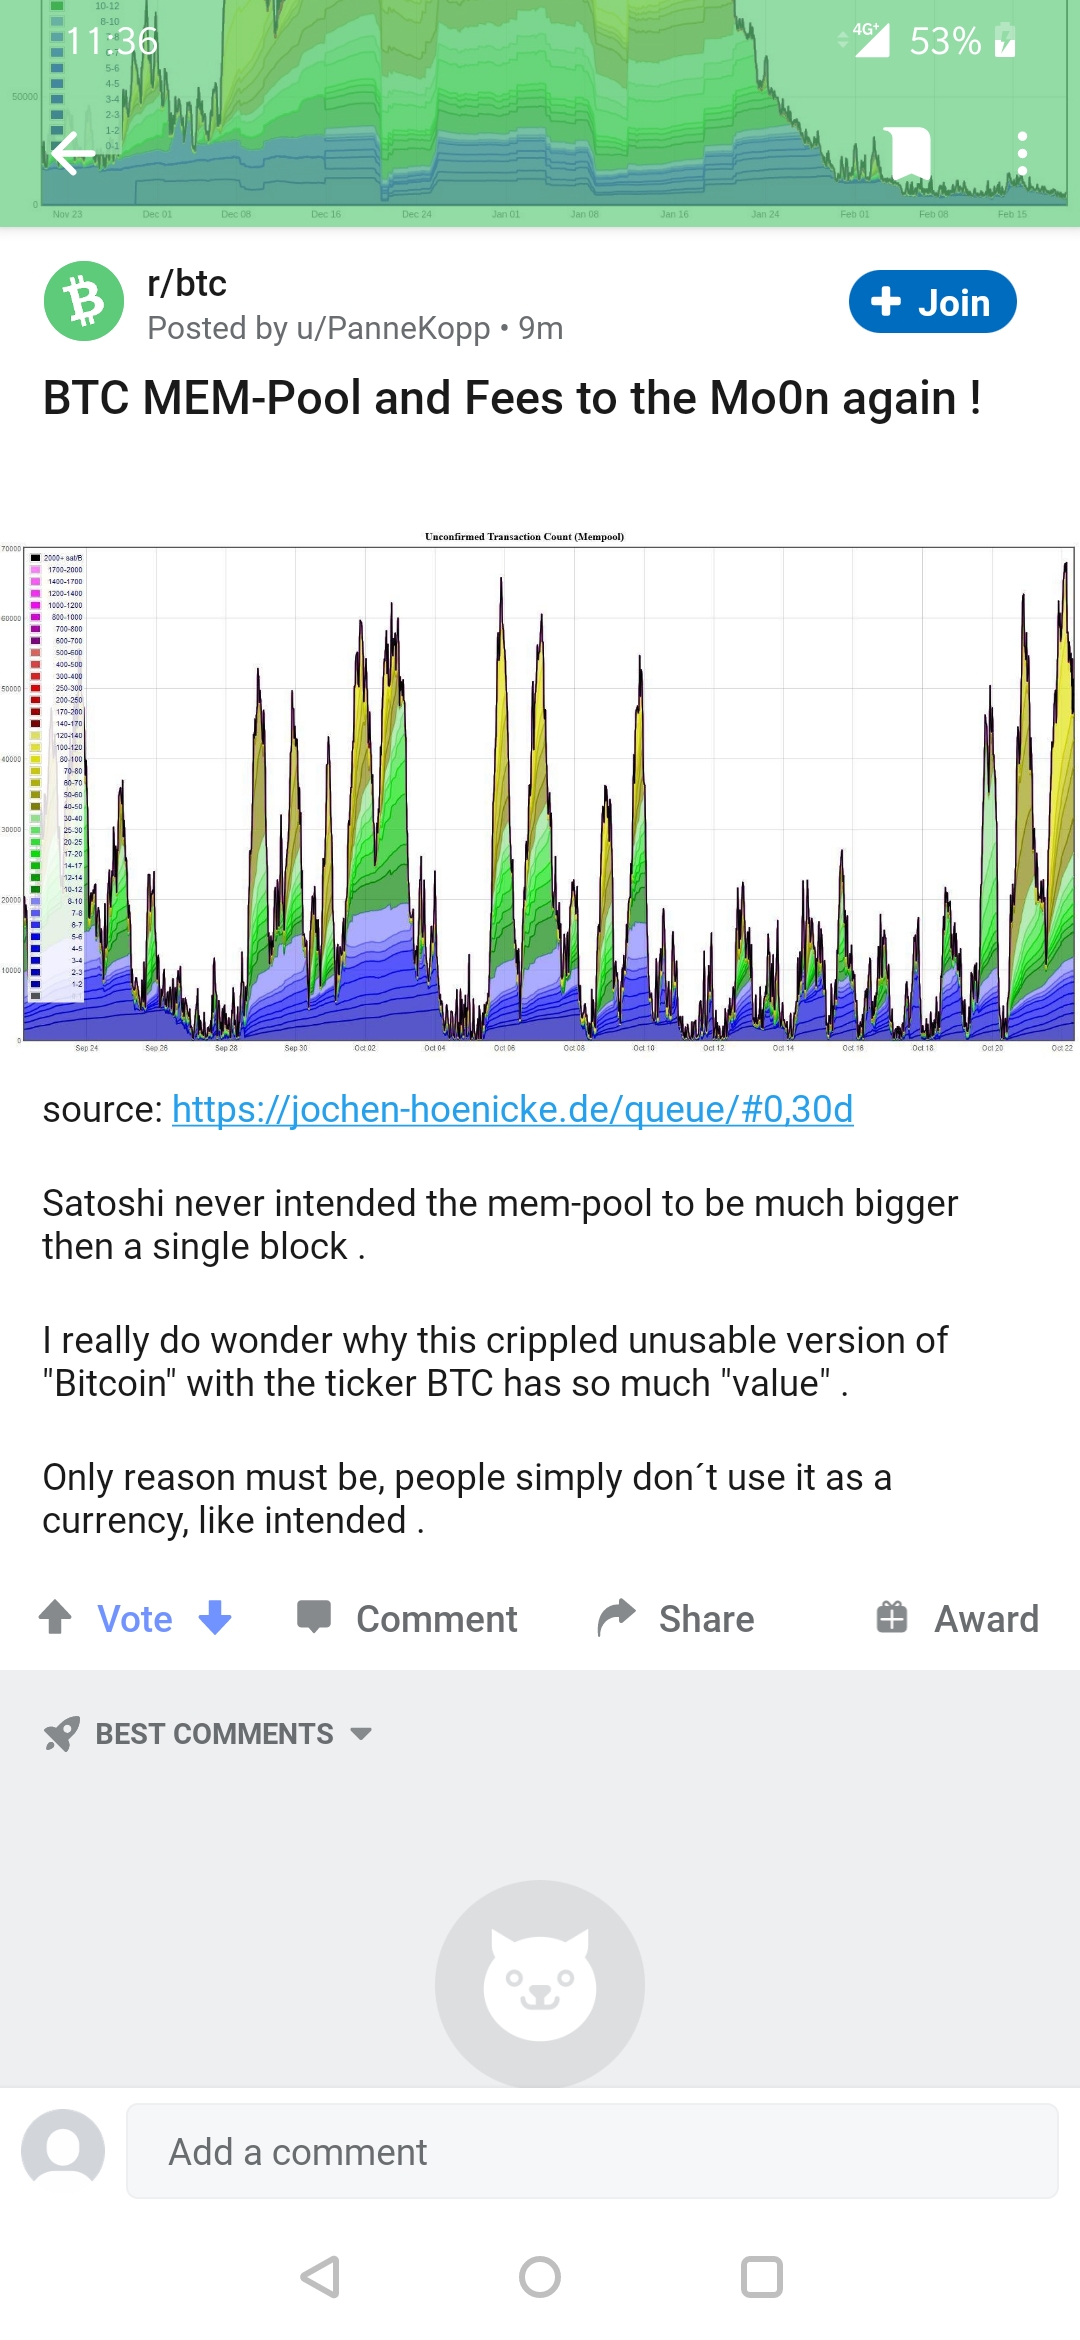 10-12
8-10
11:36
4G+
53%
5-6
4-5
50000
3-4
2-3
1-2
0-1
0
Nov 23 Dec 01 Dec 08 Dec 16 Dec 24 Jan 01 Jan 08 Jan 16 Jan 24 Feb 01 Feb 08 Feb 15
r/btc
Posted by u/PanneKopp • 9m
Join
BTC MEM-Pool and Fees to the Mo0n again !
Unconfirmed Transaction Count (Mempool)
70000
60000
50000
40000
30000
20000
10000
0
2000+ sat/B
1700-2000
1400-1700
1200-1400
1000-1200
800-1000
700-800
600-700
500-600
400-500
300-400
250-300
200-250
170-200
140-170
120-140
100-120
80-100
70-80
60-70
50-60
40-50
30-40
25-30
20-25
17-20
14-17
12-14
10-12
8-10
7-8
6-7
5-6
4-5
3-4
2-3
1-2
Sep 24 Sep 26 Sep 28 Sep 30 Oct 02 Oct 04 Oct 06 Oct 08 Oct 10 Oct 12 Oct 14 Oct 16 Oct 18 Oct 20 Oct 22
source: https://jochen-hoenicke.de/queue/#0,30d
Satoshi never intended the mem-pool to be much bigger
then a single block .
I really do wonder why this crippled unusable version of
"Bitcoin" with the ticker BTC has so much "value" .
Only reason must be, people simply don´t use it as a
currency, like intended .
Vote
Comment
Share
Award
BEST COMMENTS
Add a comment